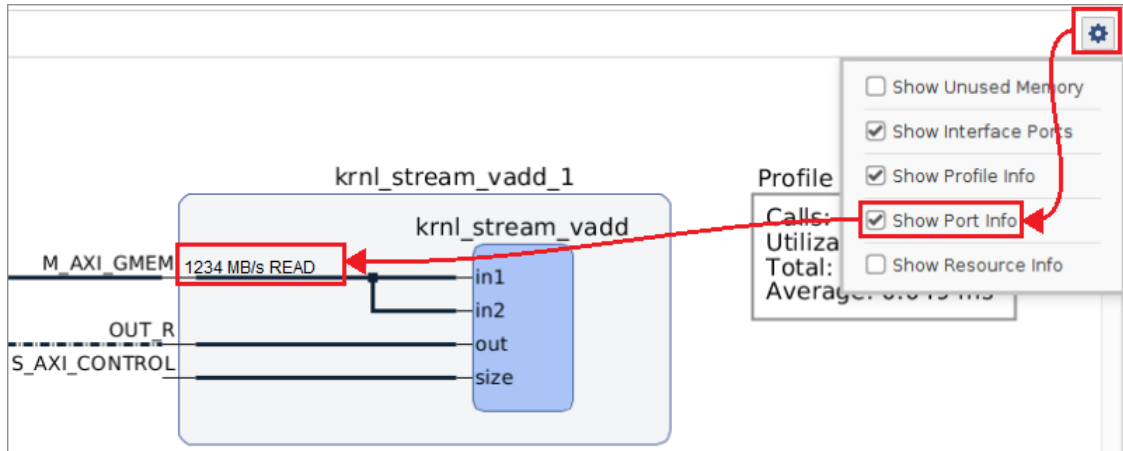 Show Unused Memory
Show Interface Ports
Show Profile Info
Show Port Info
Show Resource Info
krnl_stream_vadd_1
krnl_stream_vadd
M_AXI_GMEM
1234 MB/s READ
in1
in2
OUT_R
out
S_AXI_CONTROL
size
Profile
Calls:
Total:
Average: